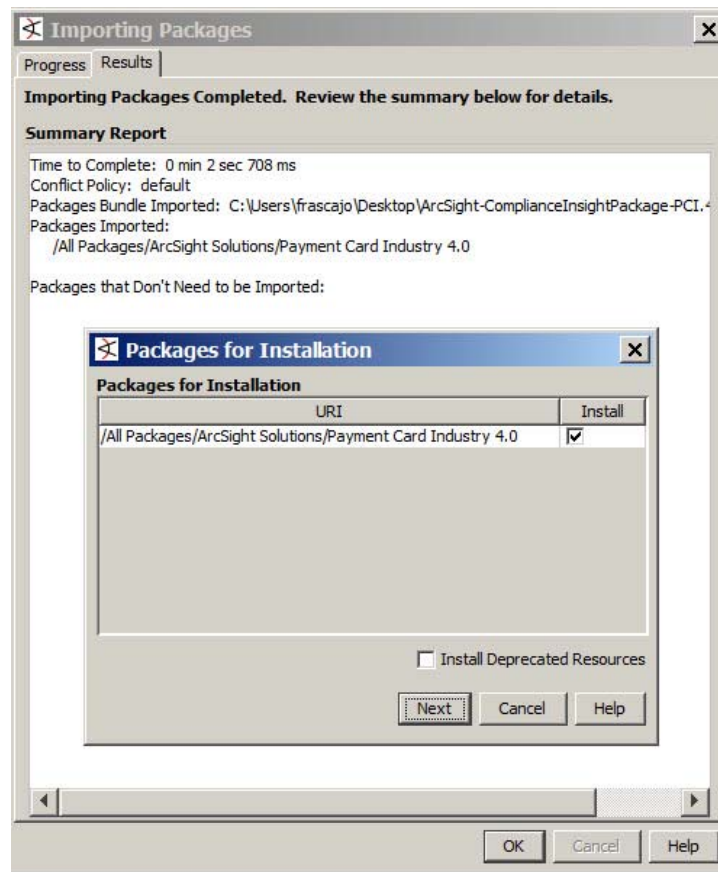 Importing Packages
Progress Results
Importing Packages Completed. Review the summary below for details.
Summary Report
Time to Complete: 0 min 2 sec 708 ms
Conflict Policy: default
Packages Bundle Imported: C:\Users\frascajo\Desktop\ArcSight-ComplianceInsightPackage-PCI.4
Packages Imported:
/All Packages/ArcSight Solutions/Payment Card Industry 4.0
Packages that Don't Need to be Imported:
Packages for Installation
Packages for Installation
URI Install
/All Packages/ArcSight Solutions/Payment Card Industry 4.0
Install Deprecated Resources
Next Cancel Help
OK Cancel Help